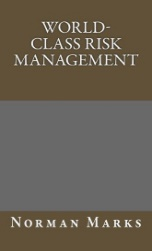 WORLD-
CLASS RISK
MANAGEMENT
NORMAN MARKS